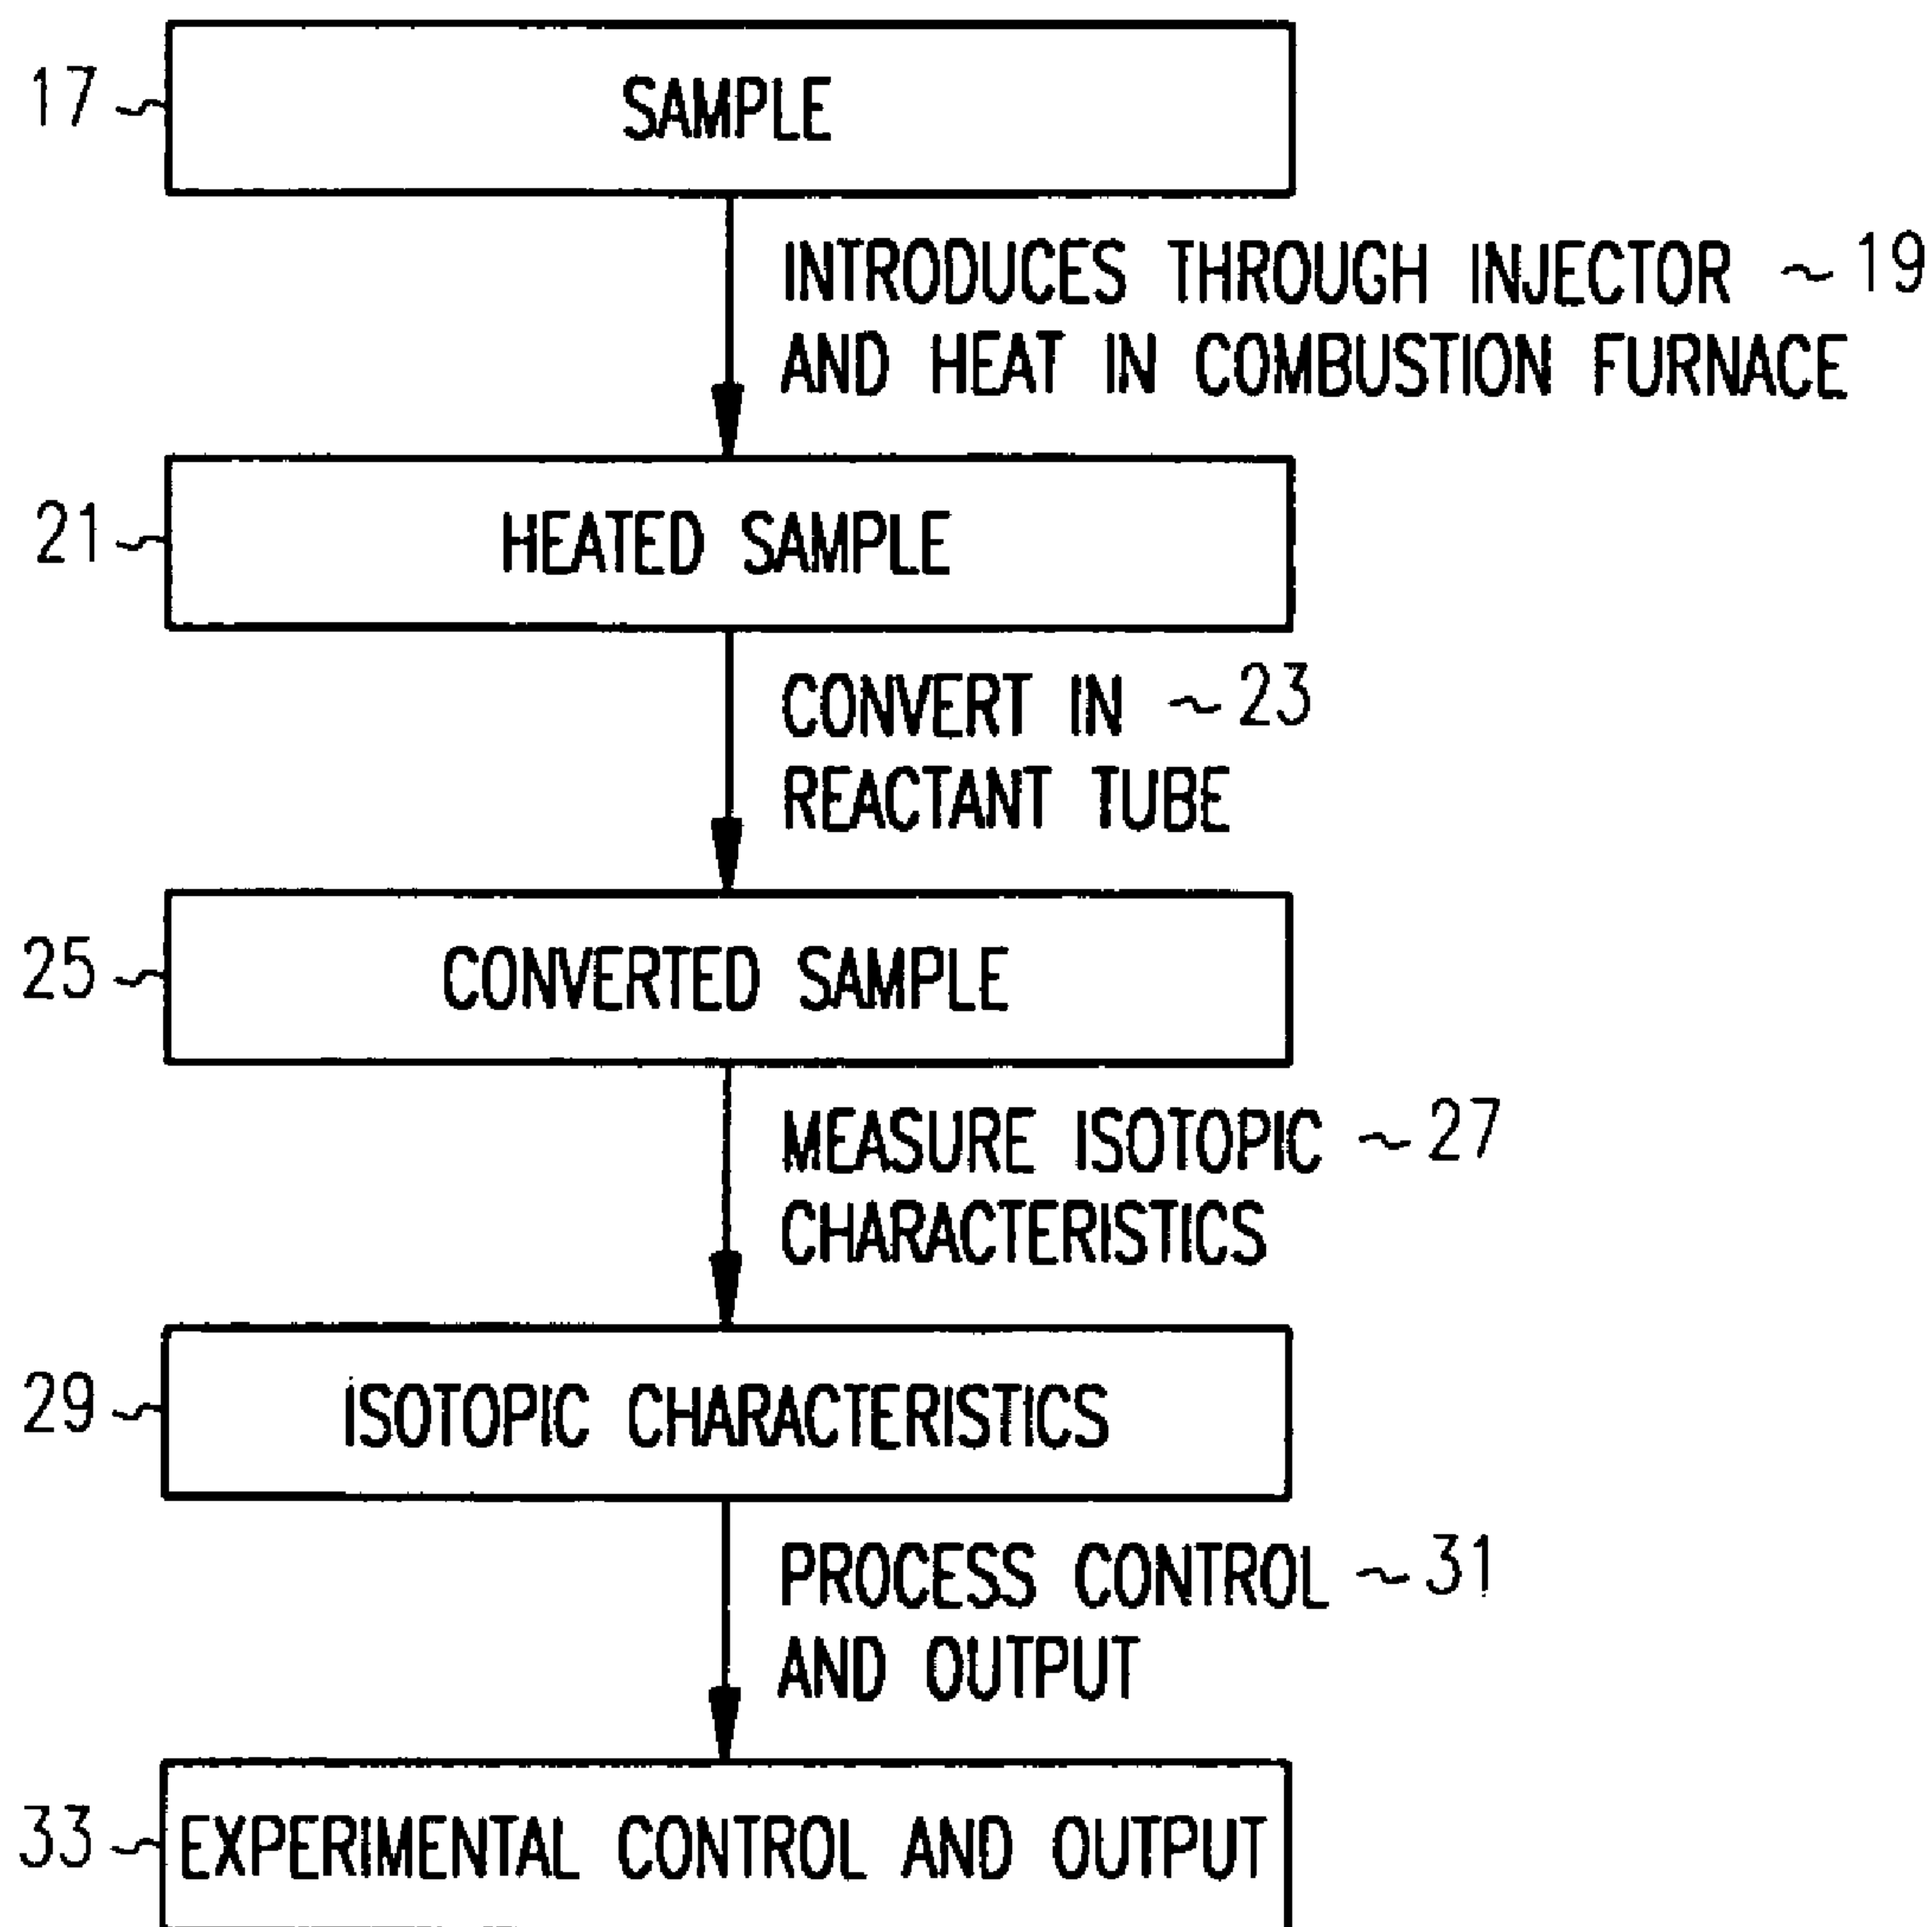 17 SAMPLE
INTRODUCES THROUGH INJECTOR ~19
AND HEAT IN COMBUSTION FURNACE
21 HEATED SAMPLE
CONVERT IN ~23
REACTANT TUBE
25 CONVERTED SAMPLE
MEASURE ISOTOPIC ~27
CHARACTERISTICS
29 ISOTOPIC CHARACTERISTICS
PROCESS CONTROL ~31
AND OUTPUT
33 EXPERIMENTAL CONTROL AND OUTPUT